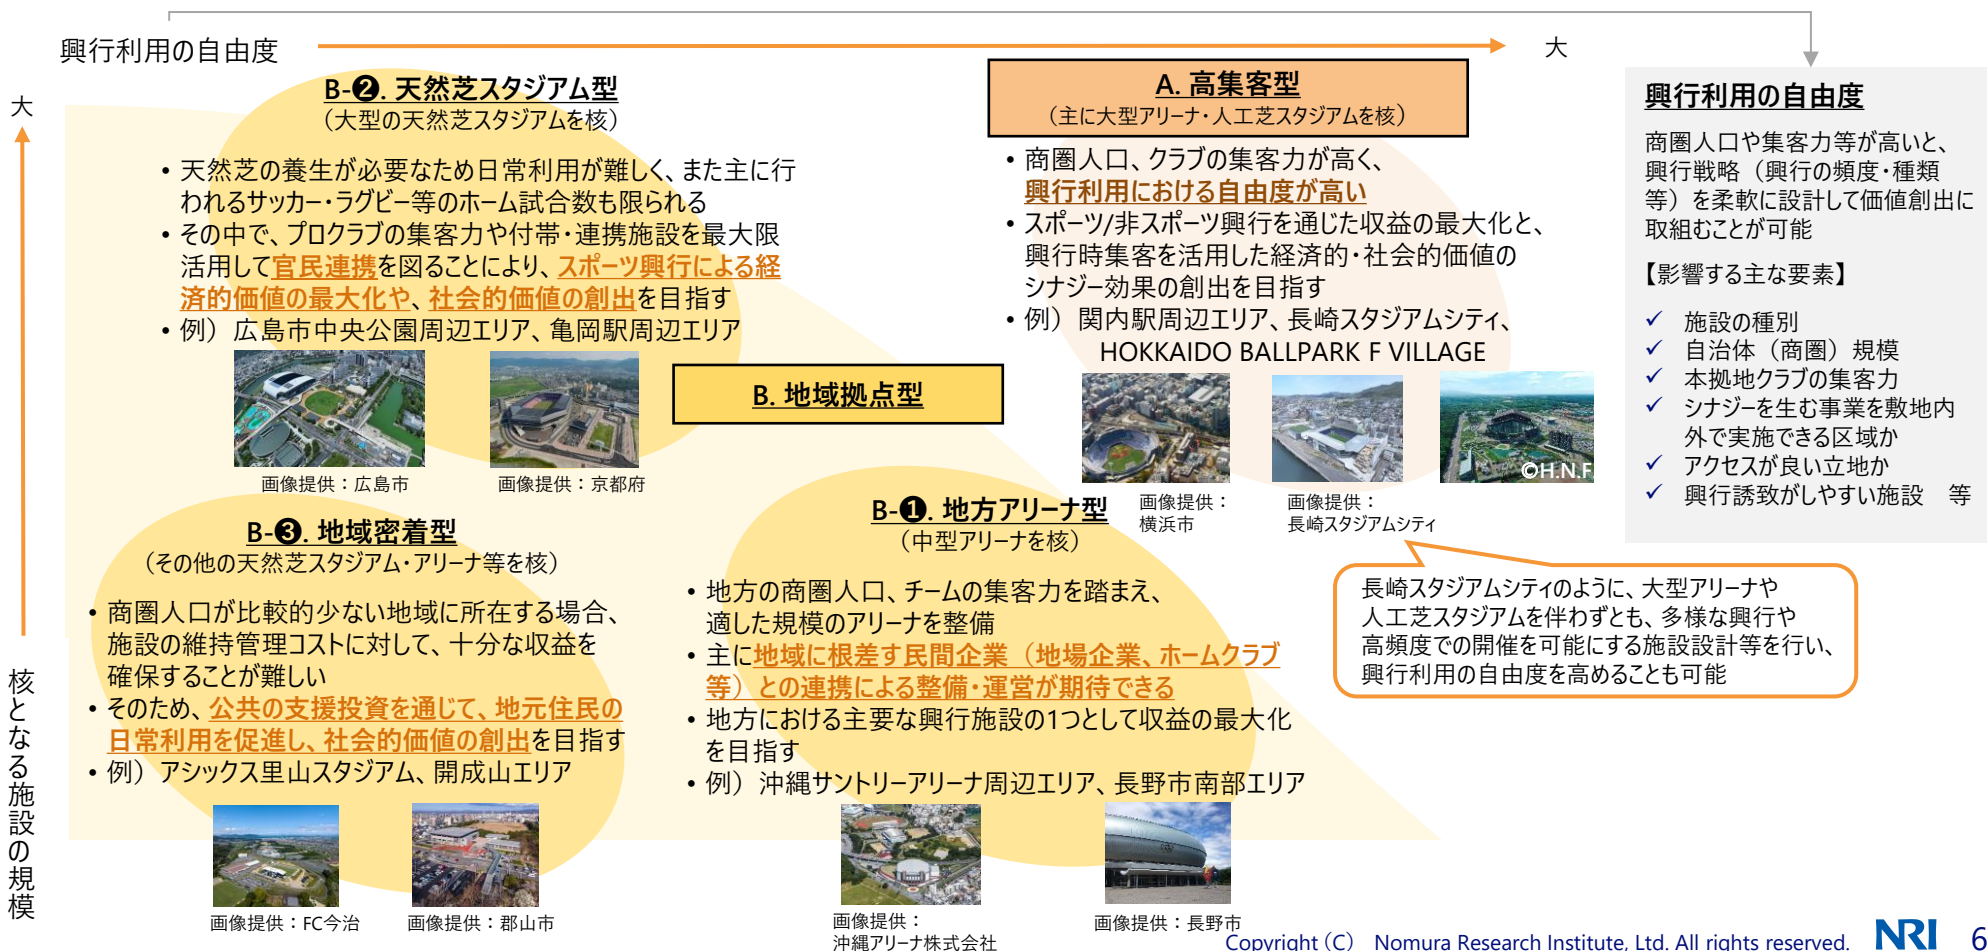 興行利用の自由度
大
大
核となる施設の規模
B-❷. 天然芝スタジアム型
（大型の天然芝スタジアムを核）
• 天然芝の養生が必要なため日常利用が難しく、また主に行
われるサッカー・ラグビー等のホーム試合数も限られる
• その中で、プロクラブの集客力や付帯・連携施設を最大限
活用して官民連携を図ることにより、スポーツ興行による経
済的価値の最大化や、社会的価値の創出を目指す
• 例）広島市中央公園周辺エリア、亀岡駅周辺エリア
画像提供：広島市
画像提供：京都府
A. 高集客型
（主に大型アリーナ・人工芝スタジアムを核）
• 商圏人口、クラブの集客力が高く、
興行利用における自由度が高い
• スポーツ/非スポーツ興行を通じた収益の最大化と、
興行時集客を活用した経済的・社会的価値の
シナジー効果の創出を目指す
• 例）関内駅周辺エリア、長崎スタジアムシティ、
HOKKAIDO BALLPARK F VILLAGE
©H.N.F
画像提供：
横浜市
画像提供：
長崎スタジアムシティ
B. 地域拠点型
B-❸. 地域密着型
（その他の天然芝スタジアム・アリーナ等を核）
• 商圏人口が比較的少ない地域に所在する場合、
施設の維持管理コストに対して、十分な収益を
確保することが難しい
• そのため、公共の支援投資を通じて、地元住民の
日常利用を促進し、社会的価値の創出を目指す
• 例）アシックス里山スタジアム、開成山エリア
画像提供：FC今治
画像提供：郡山市
B-❶. 地方アリーナ型
（中型アリーナを核）
• 地方の商圏人口、チームの集客力を踏まえ、
適した規模のアリーナを整備
• 主に地域に根差す民間企業（地場企業、ホームクラブ
等）との連携による整備・運営が期待できる
• 地方における主要な興行施設の1つとして収益の最大化
を目指す
• 例）沖縄サントリーアリーナ周辺エリア、長野市南部エリア
画像提供：
沖縄アリーナ株式会社
画像提供：長野市
興行利用の自由度
商圏人口や集客力等が高いと、
興行戦略（興行の頻度・種類
等）を柔軟に設計して価値創出に
取組むことが可能
【影響する主な要素】
✓ 施設の種別
✓ 自治体（商圏）規模
✓ 本拠地クラブの集客力
✓ シナジーを生む事業を敷地内
外で実施できる区域か
✓ アクセスが良い立地か
✓ 興行誘致がしやすい施設　等
長崎スタジアムシティのように、大型アリーナや
人工芝スタジアムを伴わずとも、多様な興行や
高頻度での開催を可能にする施設設計等を行い、
興行利用の自由度を高めることも可能
Copyright（C） Nomura Research Institute, Ltd. All rights reserved.
NRI
6